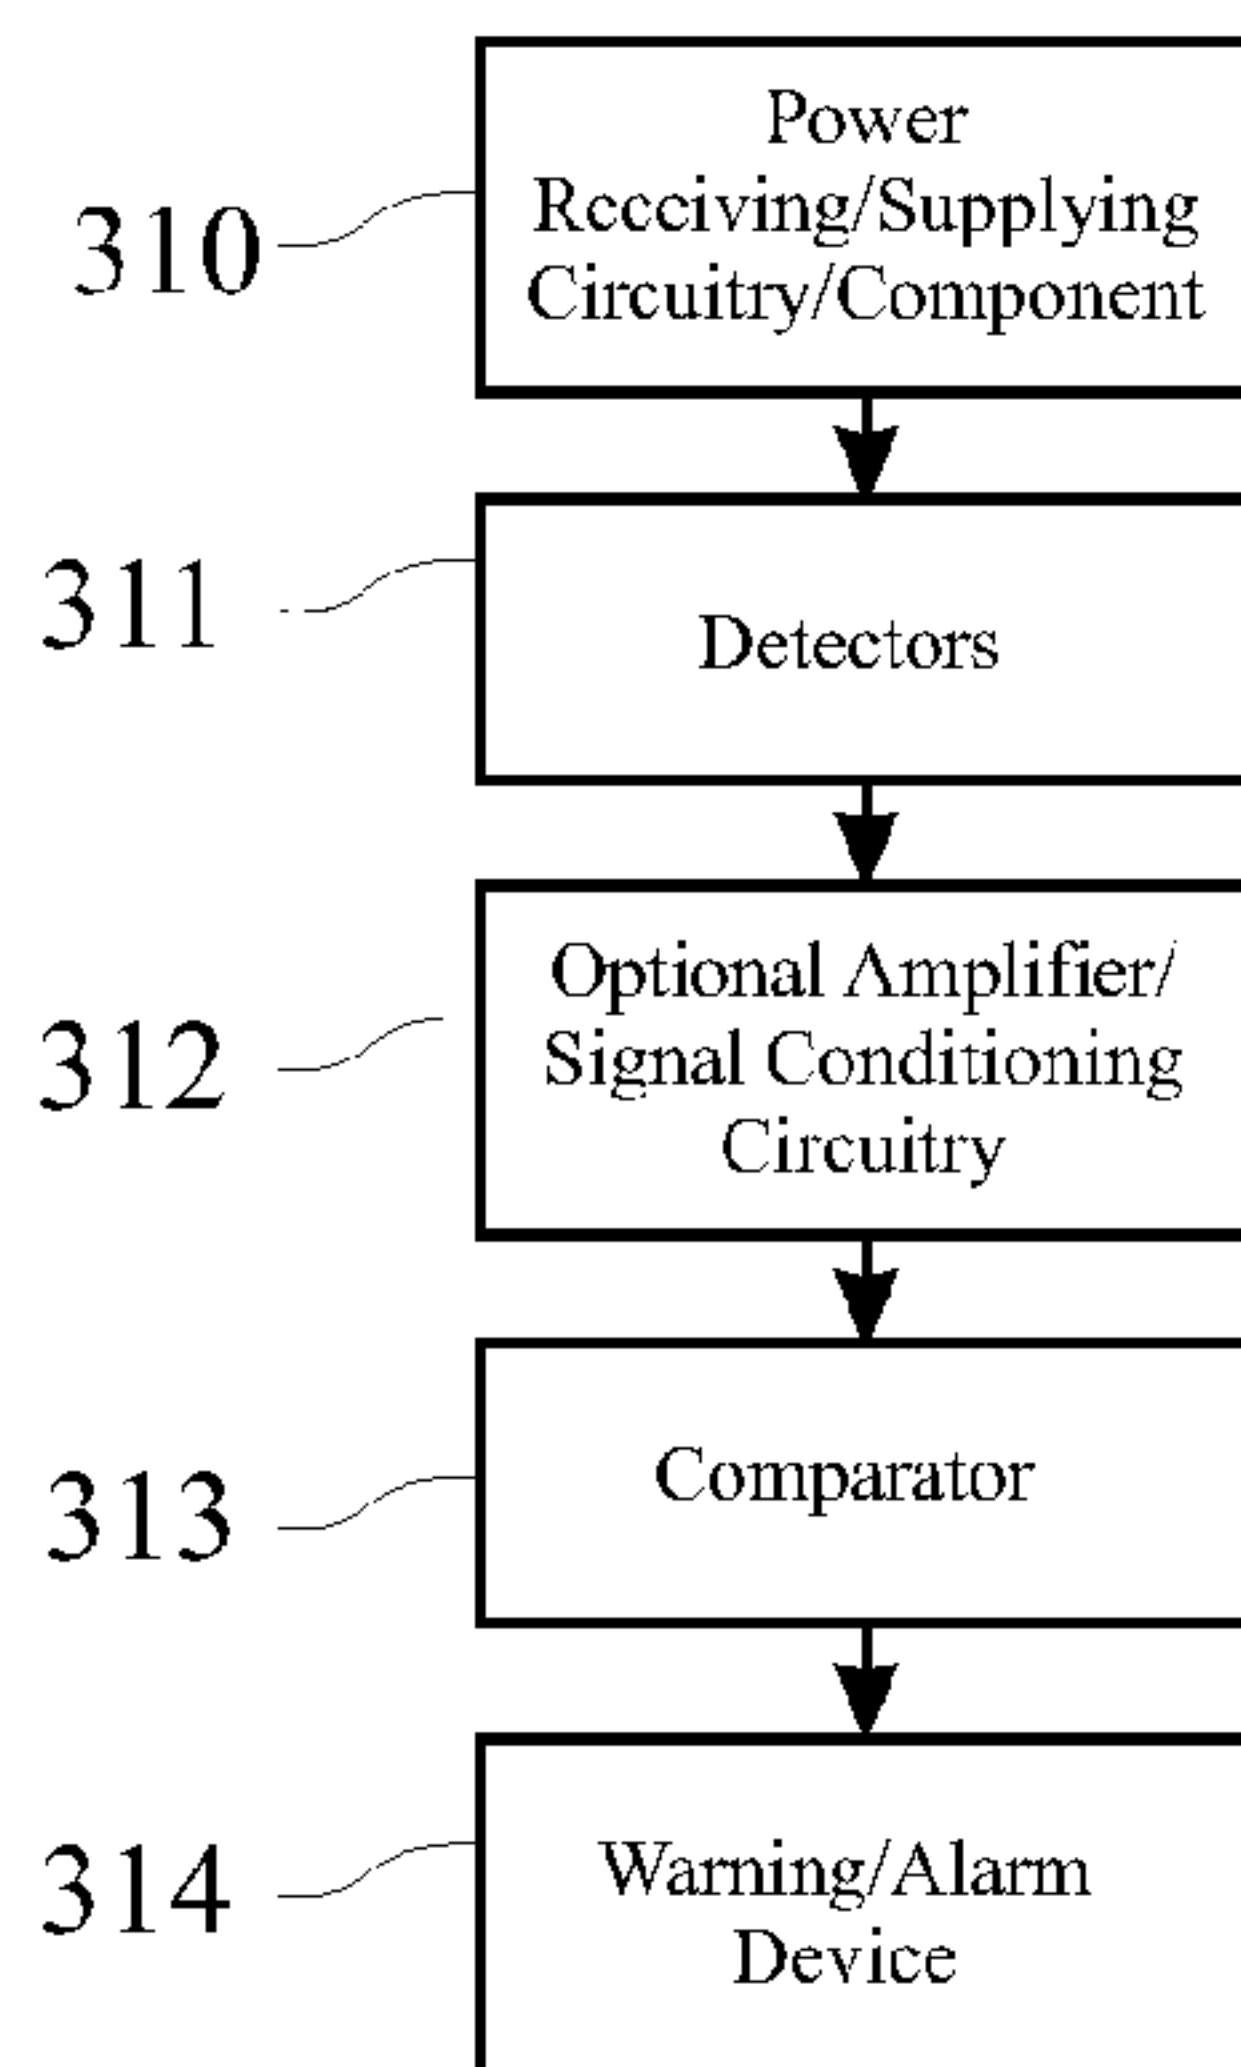 Power
310
Receiving/Supplying
Circuitry/Component
311
Detectors
Optional Amplifier/
312
Signal Conditioning
Circuitry
313
Comparator
314
Warning/Alarm
Device